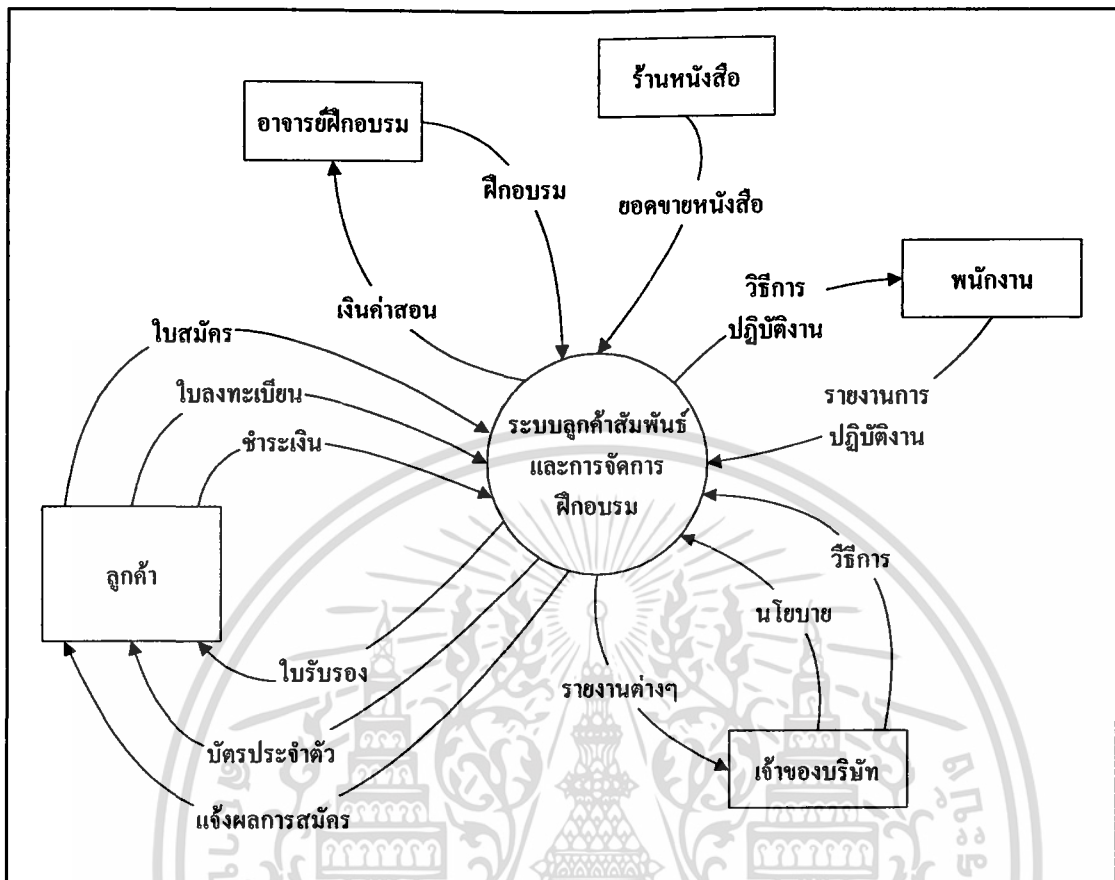 ร้านหนังสือ
อาจารย์ฝึกอบรม
ฝึกอบรม
ยอดขายหนังสือ
พนักงาน
วิธีการ
ปฏิบัติงาน
เงินค่าสอน
ใบสมัคร
ใบลงทะเบียน
ชำระเงิน
รายงานการ
ปฏิบัติงาน
ระบบลูกค้าสัมพันธ์
และการจัดการ
ฝึกอบรม
ลูกค้า
วิธีการ
นโยบาย
ใบรับรอง
รายงานต่างๆ
บัตรประจำตัว
เจ้าของบริษัท
แจ้งผลการสมัคร